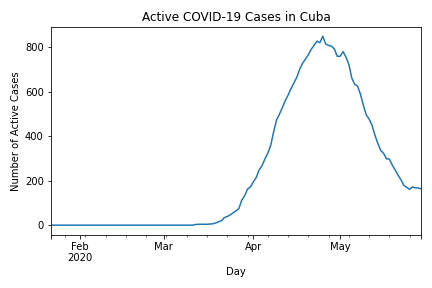 Active COVID-19 Cases in Cuba
Number of Active Cases
800
600
400
200
0
Feb
2020
Mar
Apr
May
Day